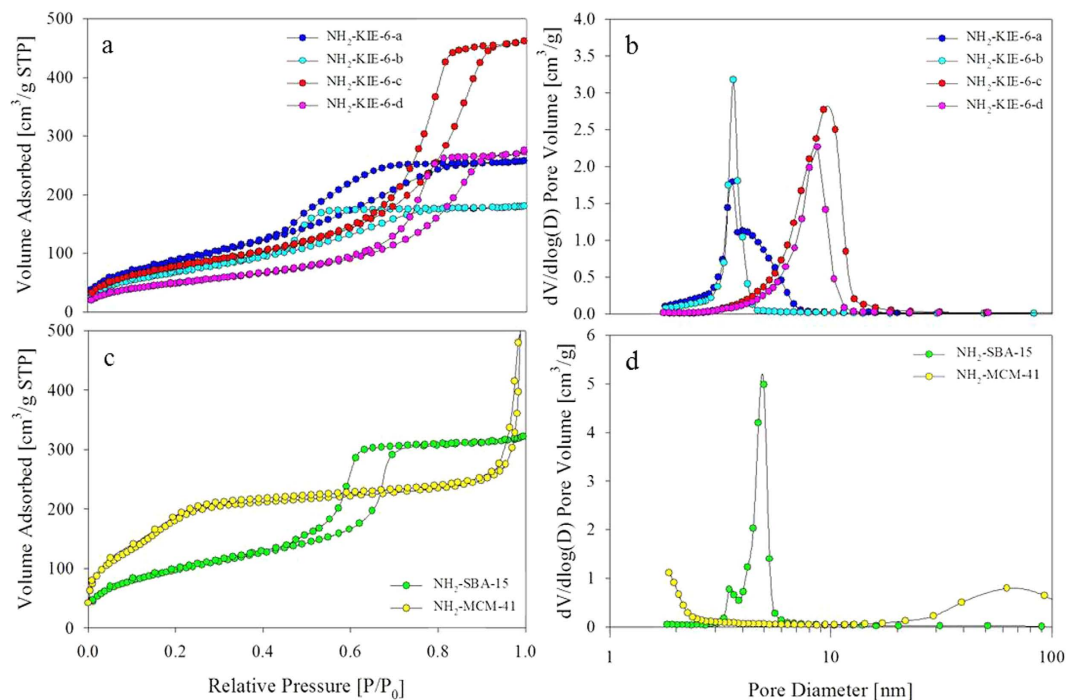 a
NH₂-KIE-6-a
NH₂-KIE-6-b
NH₂-KIE-6-c
NH₂-KIE-6-d
Volume Adsorbed [cm³/g STP]
500
400
300
200
100
0
b
NH₂-KIE-6-a
NH₂-KIE-6-b
NH₂-KIE-6-c
NH₂-KIE-6-d
dV/dlog(D) Pore Volume [cm³/g]
4.0
3.5
3.0
2.5
2.0
1.5
1.0
0.5
0.0
c
NH₂-SBA-15
NH₂-MCM-41
Volume Adsorbed [cm³/g STP]
500
400
300
200
100
0
0.0 0.2 0.4 0.6 0.8 1.0
Relative Pressure [P/P₀]
d
NH₂-SBA-15
NH₂-MCM-41
dV/dlog(D) Pore Volume [cm³/g]
6
5
4
3
2
1
0
1 10 100
Pore Diameter [nm]